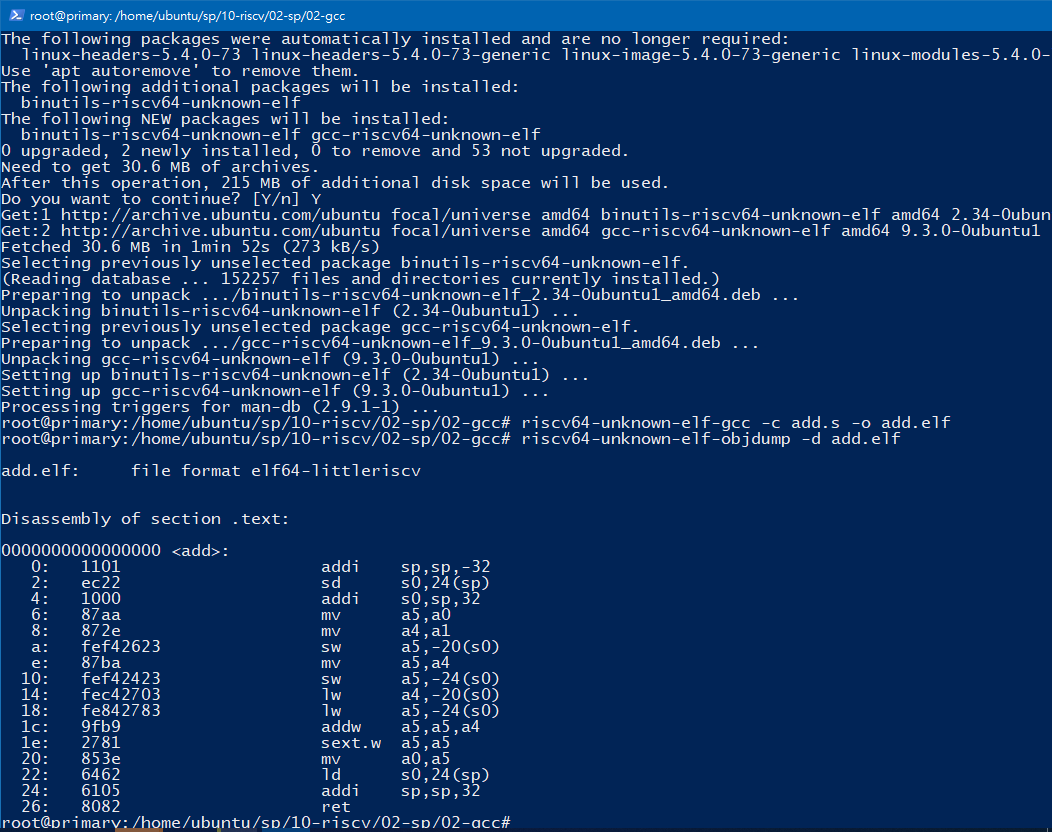 root@primary: /home/ubuntu/sp/10-riscv/02-sp/02-gcc
The following packages were automatically installed and are no longer required:
  linux-headers-5.4.0-73 linux-headers-5.4.0-73-generic linux-image-5.4.0-73-generic linux-modules-5.4.0-
Use 'apt autoremove' to remove them.
The following additional packages will be installed:
  binutils-riscv64-unknown-elf
The following NEW packages will be installed:
  binutils-riscv64-unknown-elf gcc-riscv64-unknown-elf
0 upgraded, 2 newly installed, 0 to remove and 53 not upgraded.
Need to get 30.6 MB of archives.
After this operation, 215 MB of additional disk space will be used.
Do you want to continue? [Y/n] Y
Get:1 http://archive.ubuntu.com/ubuntu focal/universe amd64 binutils-riscv64-unknown-elf amd64 2.34-0ubun
Get:2 http://archive.ubuntu.com/ubuntu focal/universe amd64 gcc-riscv64-unknown-elf amd64 9.3.0-0ubuntu1
Fetched 30.6 MB in 1min 52s (273 kB/s)
Selecting previously unselected package binutils-riscv64-unknown-elf.
(Reading database ... 152257 files and directories currently installed.)
Preparing to unpack .../binutils-riscv64-unknown-elf_2.34-0ubuntu1_amd64.deb ...
Unpacking binutils-riscv64-unknown-elf (2.34-0ubuntu1) ...
Selecting previously unselected package gcc-riscv64-unknown-elf.
Preparing to unpack .../gcc-riscv64-unknown-elf_9.3.0-0ubuntu1_amd64.deb ...
Unpacking gcc-riscv64-unknown-elf (9.3.0-0ubuntu1) ...
Setting up binutils-riscv64-unknown-elf (2.34-0ubuntu1) ...
Setting up gcc-riscv64-unknown-elf (9.3.0-0ubuntu1) ...
Processing triggers for man-db (2.9.1-1) ...
root@primary:/home/ubuntu/sp/10-riscv/02-sp/02-gcc# riscv64-unknown-elf-gcc -c add.s -o add.elf
root@primary:/home/ubuntu/sp/10-riscv/02-sp/02-gcc# riscv64-unknown-elf-objdump -d add.elf

add.elf:     file format elf64-littleriscv

Disassembly of section .text:

0000000000000000 <add>:
   0:   1101                    addi    sp,sp,-32
   2:   ec22                    sd      s0,24(sp)
   4:   1000                    addi    s0,sp,32
   6:   87aa                    mv      a5,a0
   8:   872e                    mv      a4,a1
   a:   fef42623                sw      a5,-20(s0)
   e:   87ba                    mv      a5,a4
  10:   fef42423                sw      a5,-24(s0)
  14:   fec42703                lw      a4,-20(s0)
  18:   fe842783                lw      a5,-24(s0)
  1c:   9fb9                    addw    a5,a5,a4
  1e:   2781                    sext.w  a5,a5
  20:   853e                    mv      a0,a5
  22:   6462                    ld      s0,24(sp)
  24:   6105                    addi    sp,sp,32
  26:   8082                    ret
root@primary:/home/ubuntu/sp/10-riscv/02-sp/02-gcc#